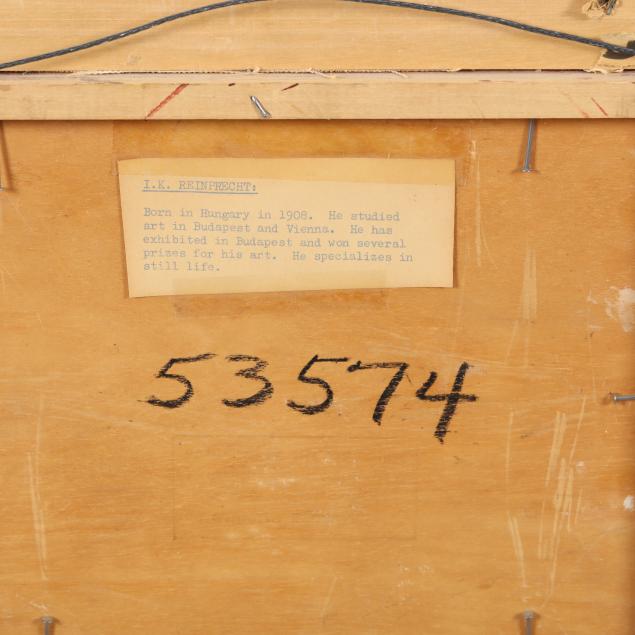 I.K. REINPRECHT:
Born in Hungary in 1908. He studied
art in Budapest and Vienna. He has
exhibited in Budapest and won several
prizes for his art. He specializes in
still life.
53574